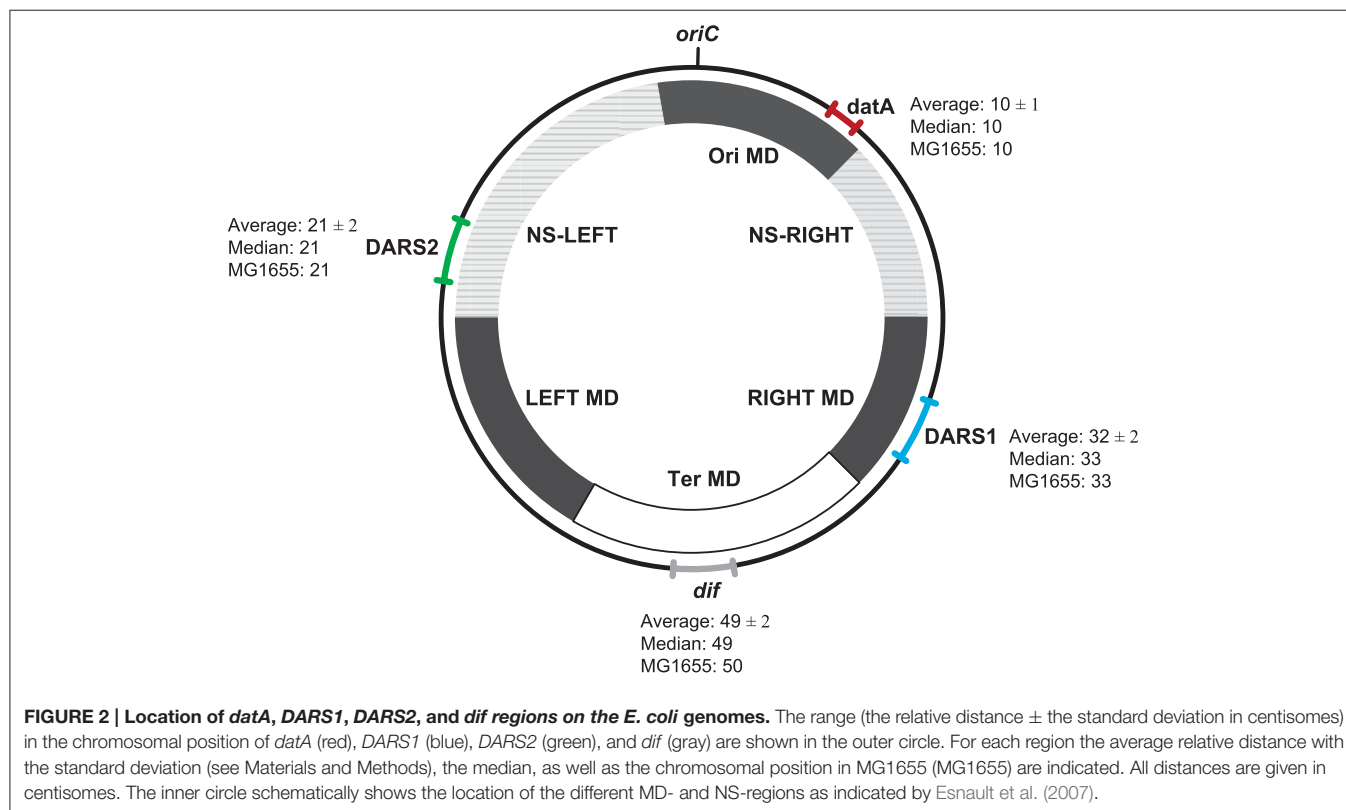 oriC
datA
Average: 10 ± 1
Median: 10
MG1655: 10
Ori MD
Average: 21 ± 2
Median: 21
MG1655: 21
DARS2
NS-LEFT
NS-RIGHT
LEFT MD
RIGHT MD
DARS1
Average: 32 ± 2
Median: 33
MG1655: 33
Ter MD
dif
Average: 49 ± 2
Median: 49
MG1655: 50
FIGURE 2 | Location of datA, DARS1, DARS2, and dif regions on the E. coli genomes. The range (the relative distance ± the standard deviation in centisomes)
in the chromosomal position of datA (red), DARS1 (blue), DARS2 (green), and dif (gray) are shown in the outer circle. For each region the average relative distance with
the standard deviation (see Materials and Methods), the median, as well as the chromosomal position in MG1655 (MG1655) are indicated. All distances are given in
centisomes. The inner circle schematically shows the location of the different MD- and NS-regions as indicated by Esnault et al. (2007).